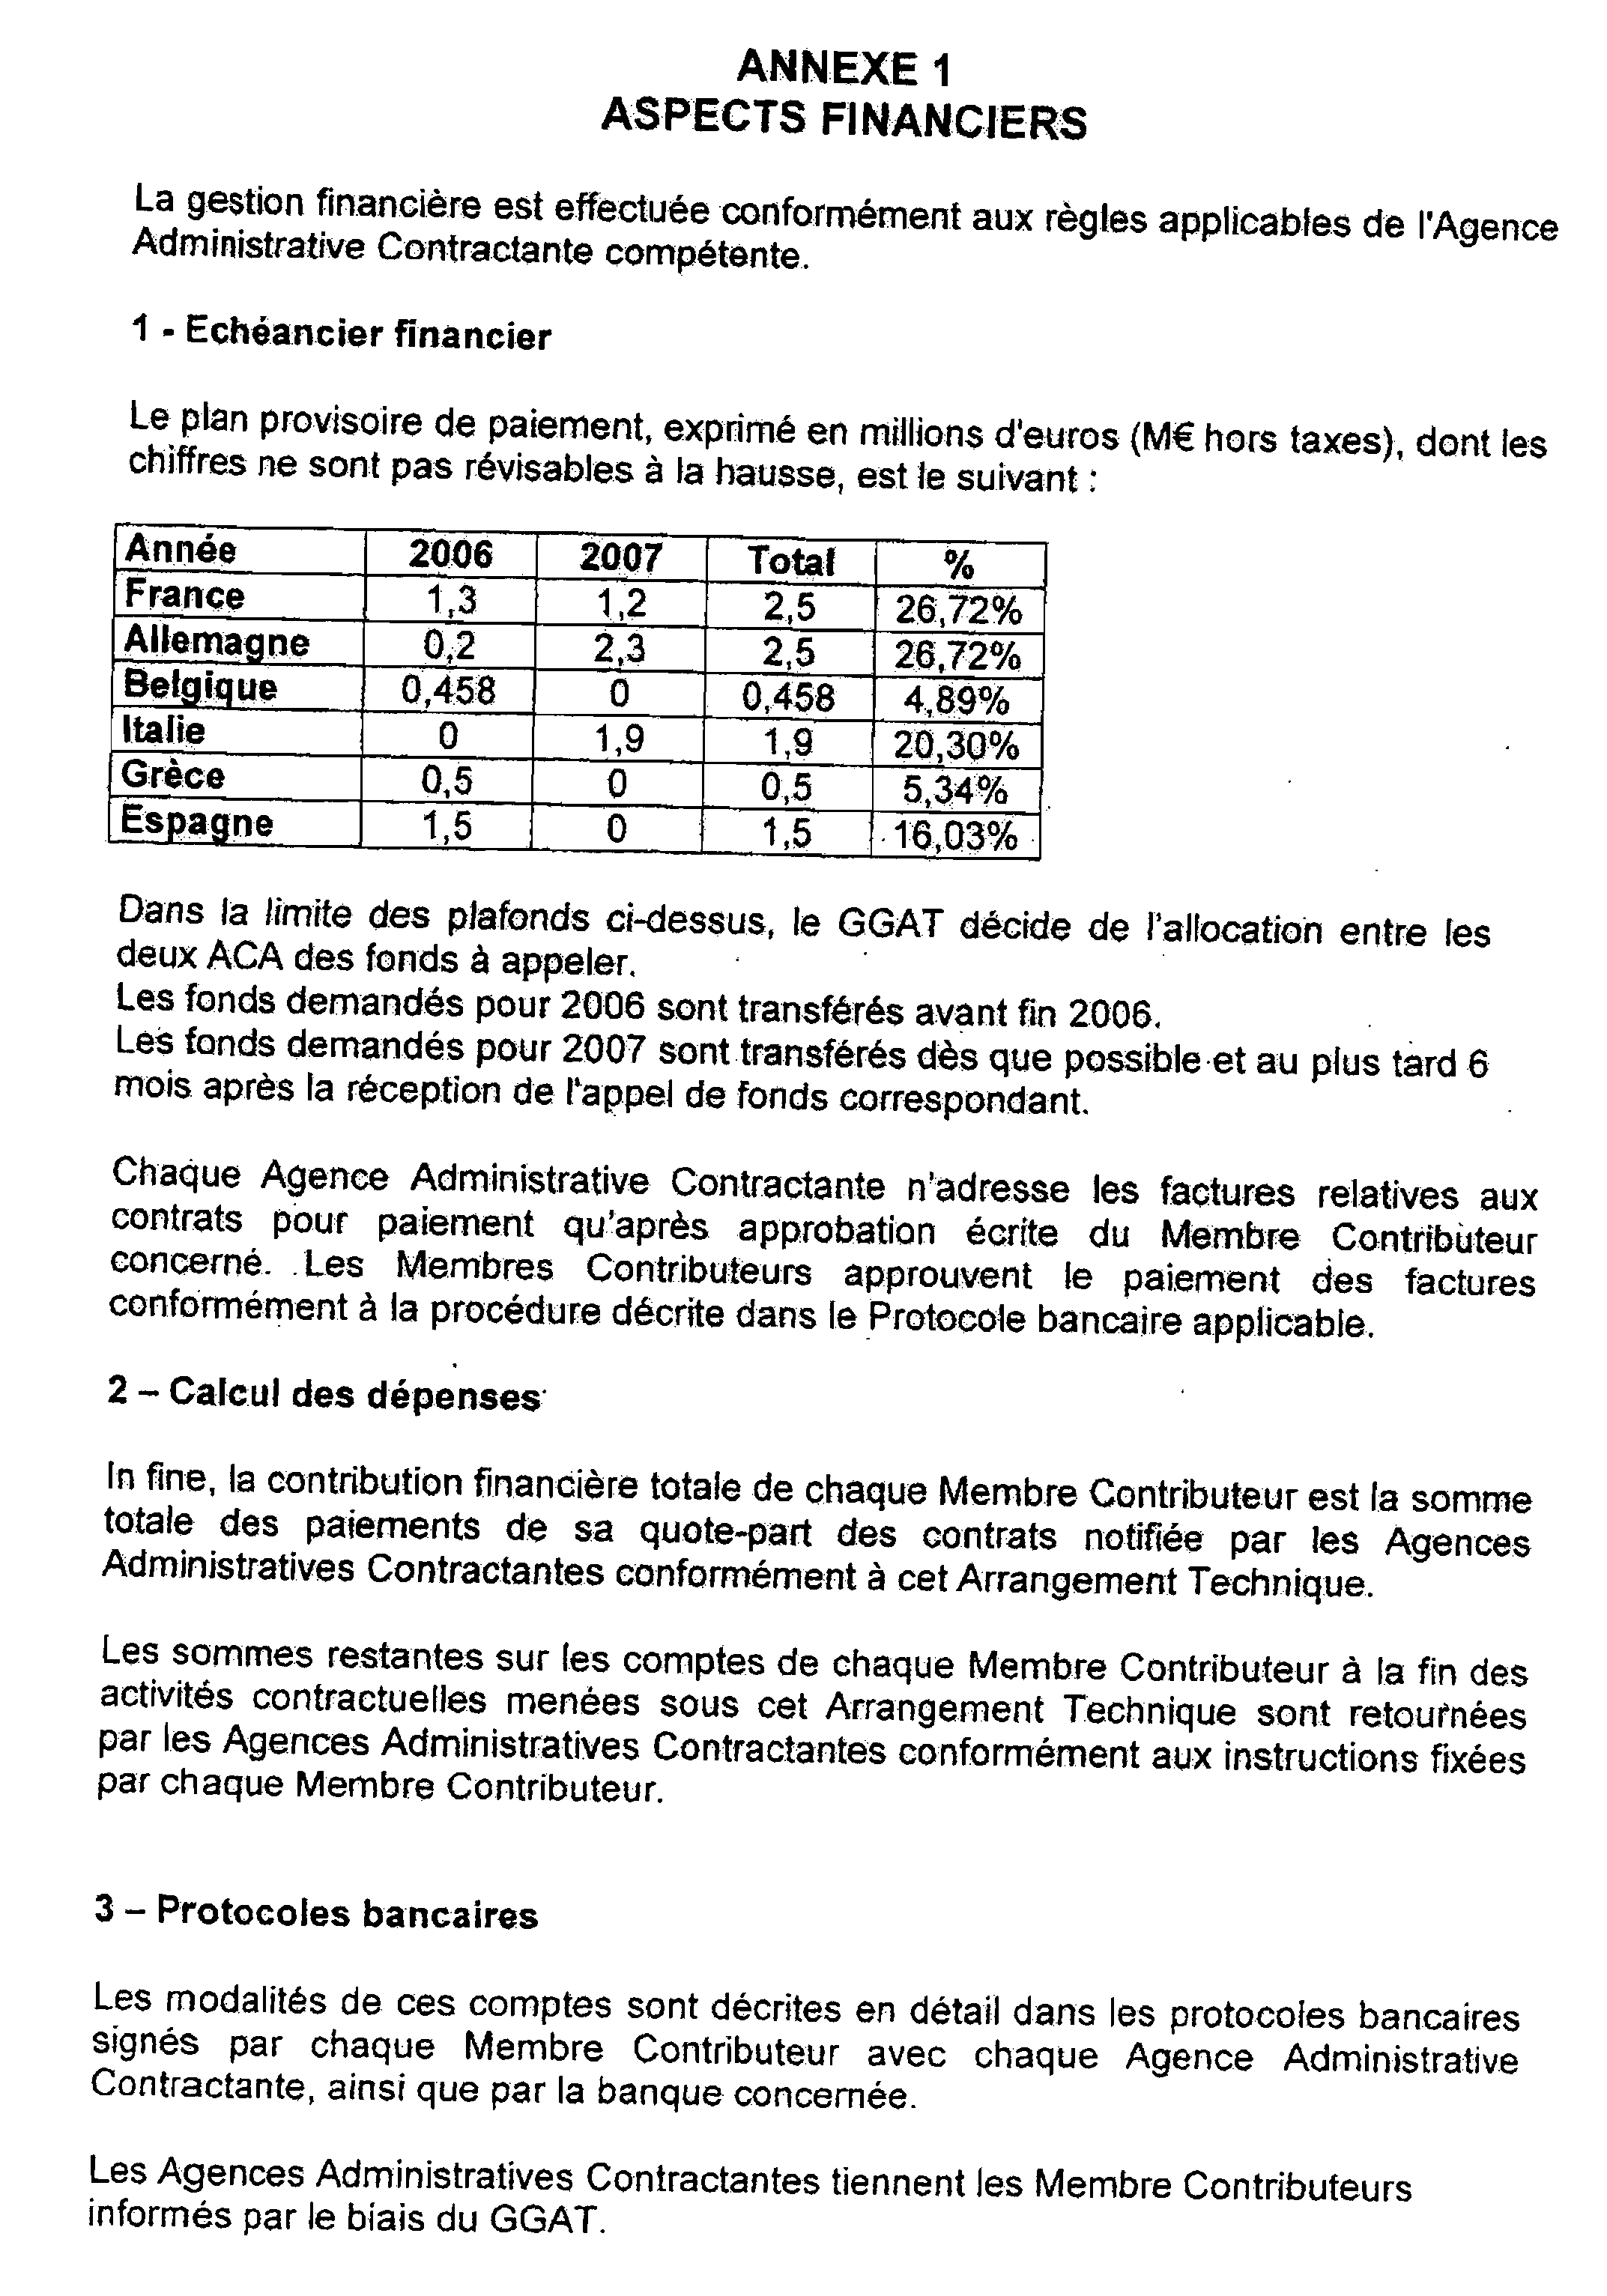 ANNEXE 1
ASPECTS FINANCIERS
La gestion financière est effectuée conformément aux règles applicables de l'Agence
Administrative Contractante compétente.
1 - Echéancier financier
Le plan provisoire de paiement, exprimé en millions d'euros (M€ hors taxes), dont les
chiffres ne sont pas révisables à la hausse, est le suivant :
Année 2006 2007 Total %
France 1,3 1,2 2,5 26,72%
Allemagne 0,2 2,3 2,5 26,72%
Belgique 0,458 0 0,458 4,89%
Italie 0 1,9 1,9 20,30%
Grèce 0,5 0 0,5 5,34%
Espagne 1,5 0 1,5 16,03%
Dans la limite des plafonds ci-dessus, le GGAT décide de l'allocation entre les
deux ACA des fonds à appeler.
Les fonds demandés pour 2006 sont transférés avant fin 2006.
Les fonds demandés pour 2007 sont transférés dès que possible et au plus tard 6
mois après la réception de l'appel de fonds correspondant.
Chaque Agence Administrative Contractante n'adresse les factures relatives aux
contrats pour paiement qu'après approbation écrite du Membre Contributeur
concerné. Les Membres Contributeurs approuvent le paiement des factures
conformément à la procédure décrite dans le Protocole bancaire applicable.
2 – Calcul des dépenses
In fine, la contribution financière totale de chaque Membre Contributeur est la somme
totale des paiements de sa quote-part des contrats notifiée par les Agences
Administratives Contractantes conformément à cet Arrangement Technique.
Les sommes restantes sur les comptes de chaque Membre Contributeur à la fin des
activités contractuelles menées sous cet Arrangement Technique sont retournées
par les Agences Administratives Contractantes conformément aux instructions fixées
par chaque Membre Contributeur.
3 – Protocoles bancaires
Les modalités de ces comptes sont décrites en détail dans les protocoles bancaires
signés par chaque Membre Contributeur avec chaque Agence Administrative
Contractante, ainsi que par la banque concernée.
Les Agences Administratives Contractantes tiennent les Membre Contributeurs
informés par le biais du GGAT.